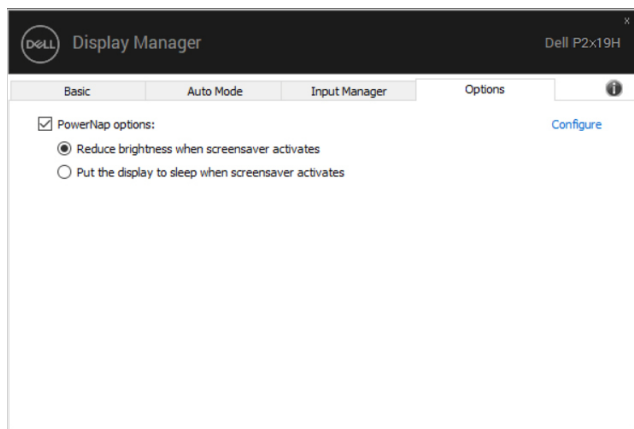 x
DELL Display Manager Dell P2x19H
Basic Auto Mode Input Manager Options i
PowerNap options: Configure
Reduce brightness when screensaver activates
Put the display to sleep when screensaver activates